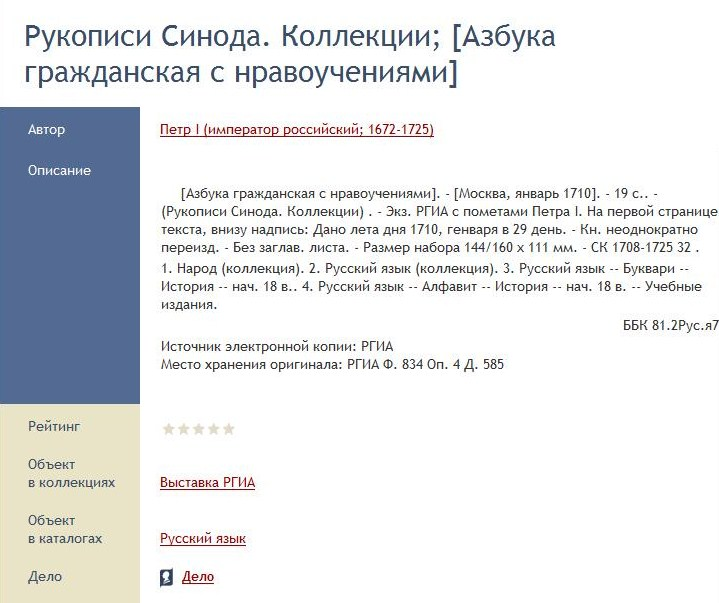 Рукописи Синода. Коллекции; [Азбука
гражданская с нравоучениями]
Автор
Петр I (император российский; 1672-1725)
Описание
[Азбука гражданская с нравоучениями]. - [Москва, январь 1710]. - 19 с.. -
(Рукописи Синода. Коллекции) . - Экз. РГИА с пометами Петра I. На первой странице
текста, внизу надпись: Дано лета дня 1710, генваря в 29 день. - Кн. неоднократно
переизд. - Без заглав. листа. - Размер набора 144/160 х 111 мм. - СК 1708-1725 32 .
1. Народ (коллекция). 2. Русский язык (коллекция). 3. Русский язык -- Буквари --
История -- нач. 18 в.. 4. Русский язык -- Алфавит -- История -- нач. 18 в. -- Учебные
издания.
ББК 81.2Рус.я7
Источник электронной копии: РГИА
Место хранения оригинала: РГИА Ф. 834 Оп. 4 Д. 585
Рейтинг
Объект
в коллекциях
Выставка РГИА
Объект
в каталогах
Русский язык
Дело
Дело